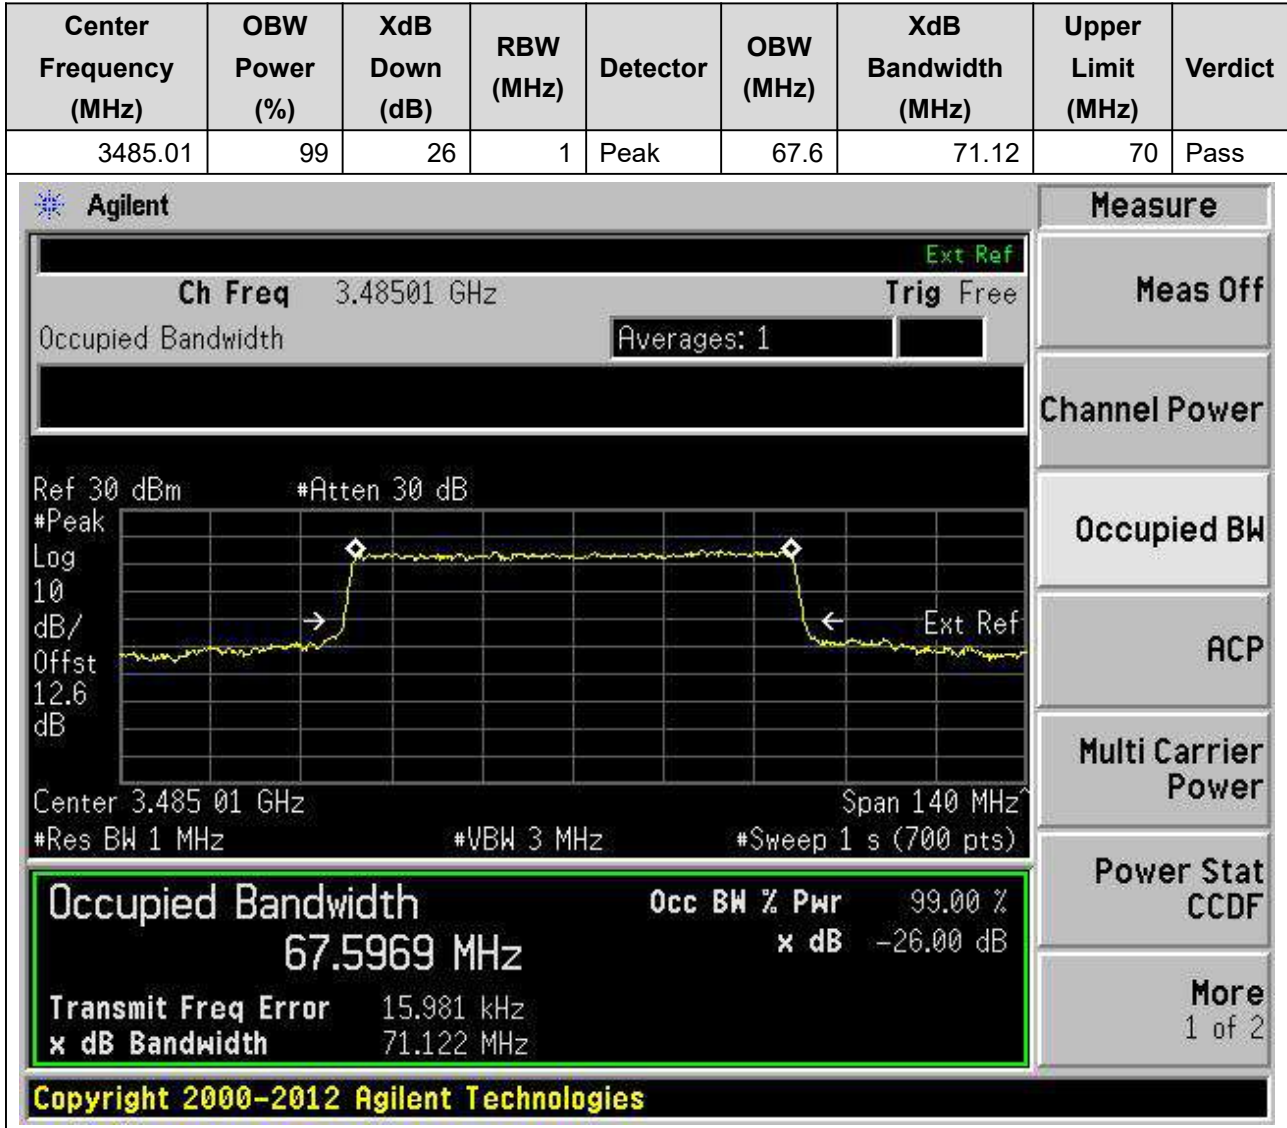 Center Frequency (MHz) OBW Power (%) XdB Down (dB) RBW (MHz) Detector OBW (MHz) XdB Bandwidth (MHz) Upper Limit (MHz) Verdict
3485.01 99 26 1 Peak 67.6 71.12 70 Pass
Agilent
Measure
Ext Ref
Ch Freq 3.48501 GHz Trig Free
Meas Off
Occupied Bandwidth Averages: 1
Channel Power
Ref 30 dBm #Atten 30 dB
#Peak
Occupied BW
Log
10
dB/
Ext Ref
Offst
ACP
12.6
dB
Multi Carrier
Power
Center 3.485 01 GHz Span 140 MHz^
#Res BW 1 MHz #VBW 3 MHz #Sweep 1 s (700 pts)
Power Stat
CCDF
Occupied Bandwidth Occ BW % Pwr 99.00 %
67.5969 MHz x dB -26.00 dB
Transmit Freq Error 15.981 kHz
x dB Bandwidth 71.122 MHz
More
1 of 2
Copyright 2000-2012 Agilent Technologies